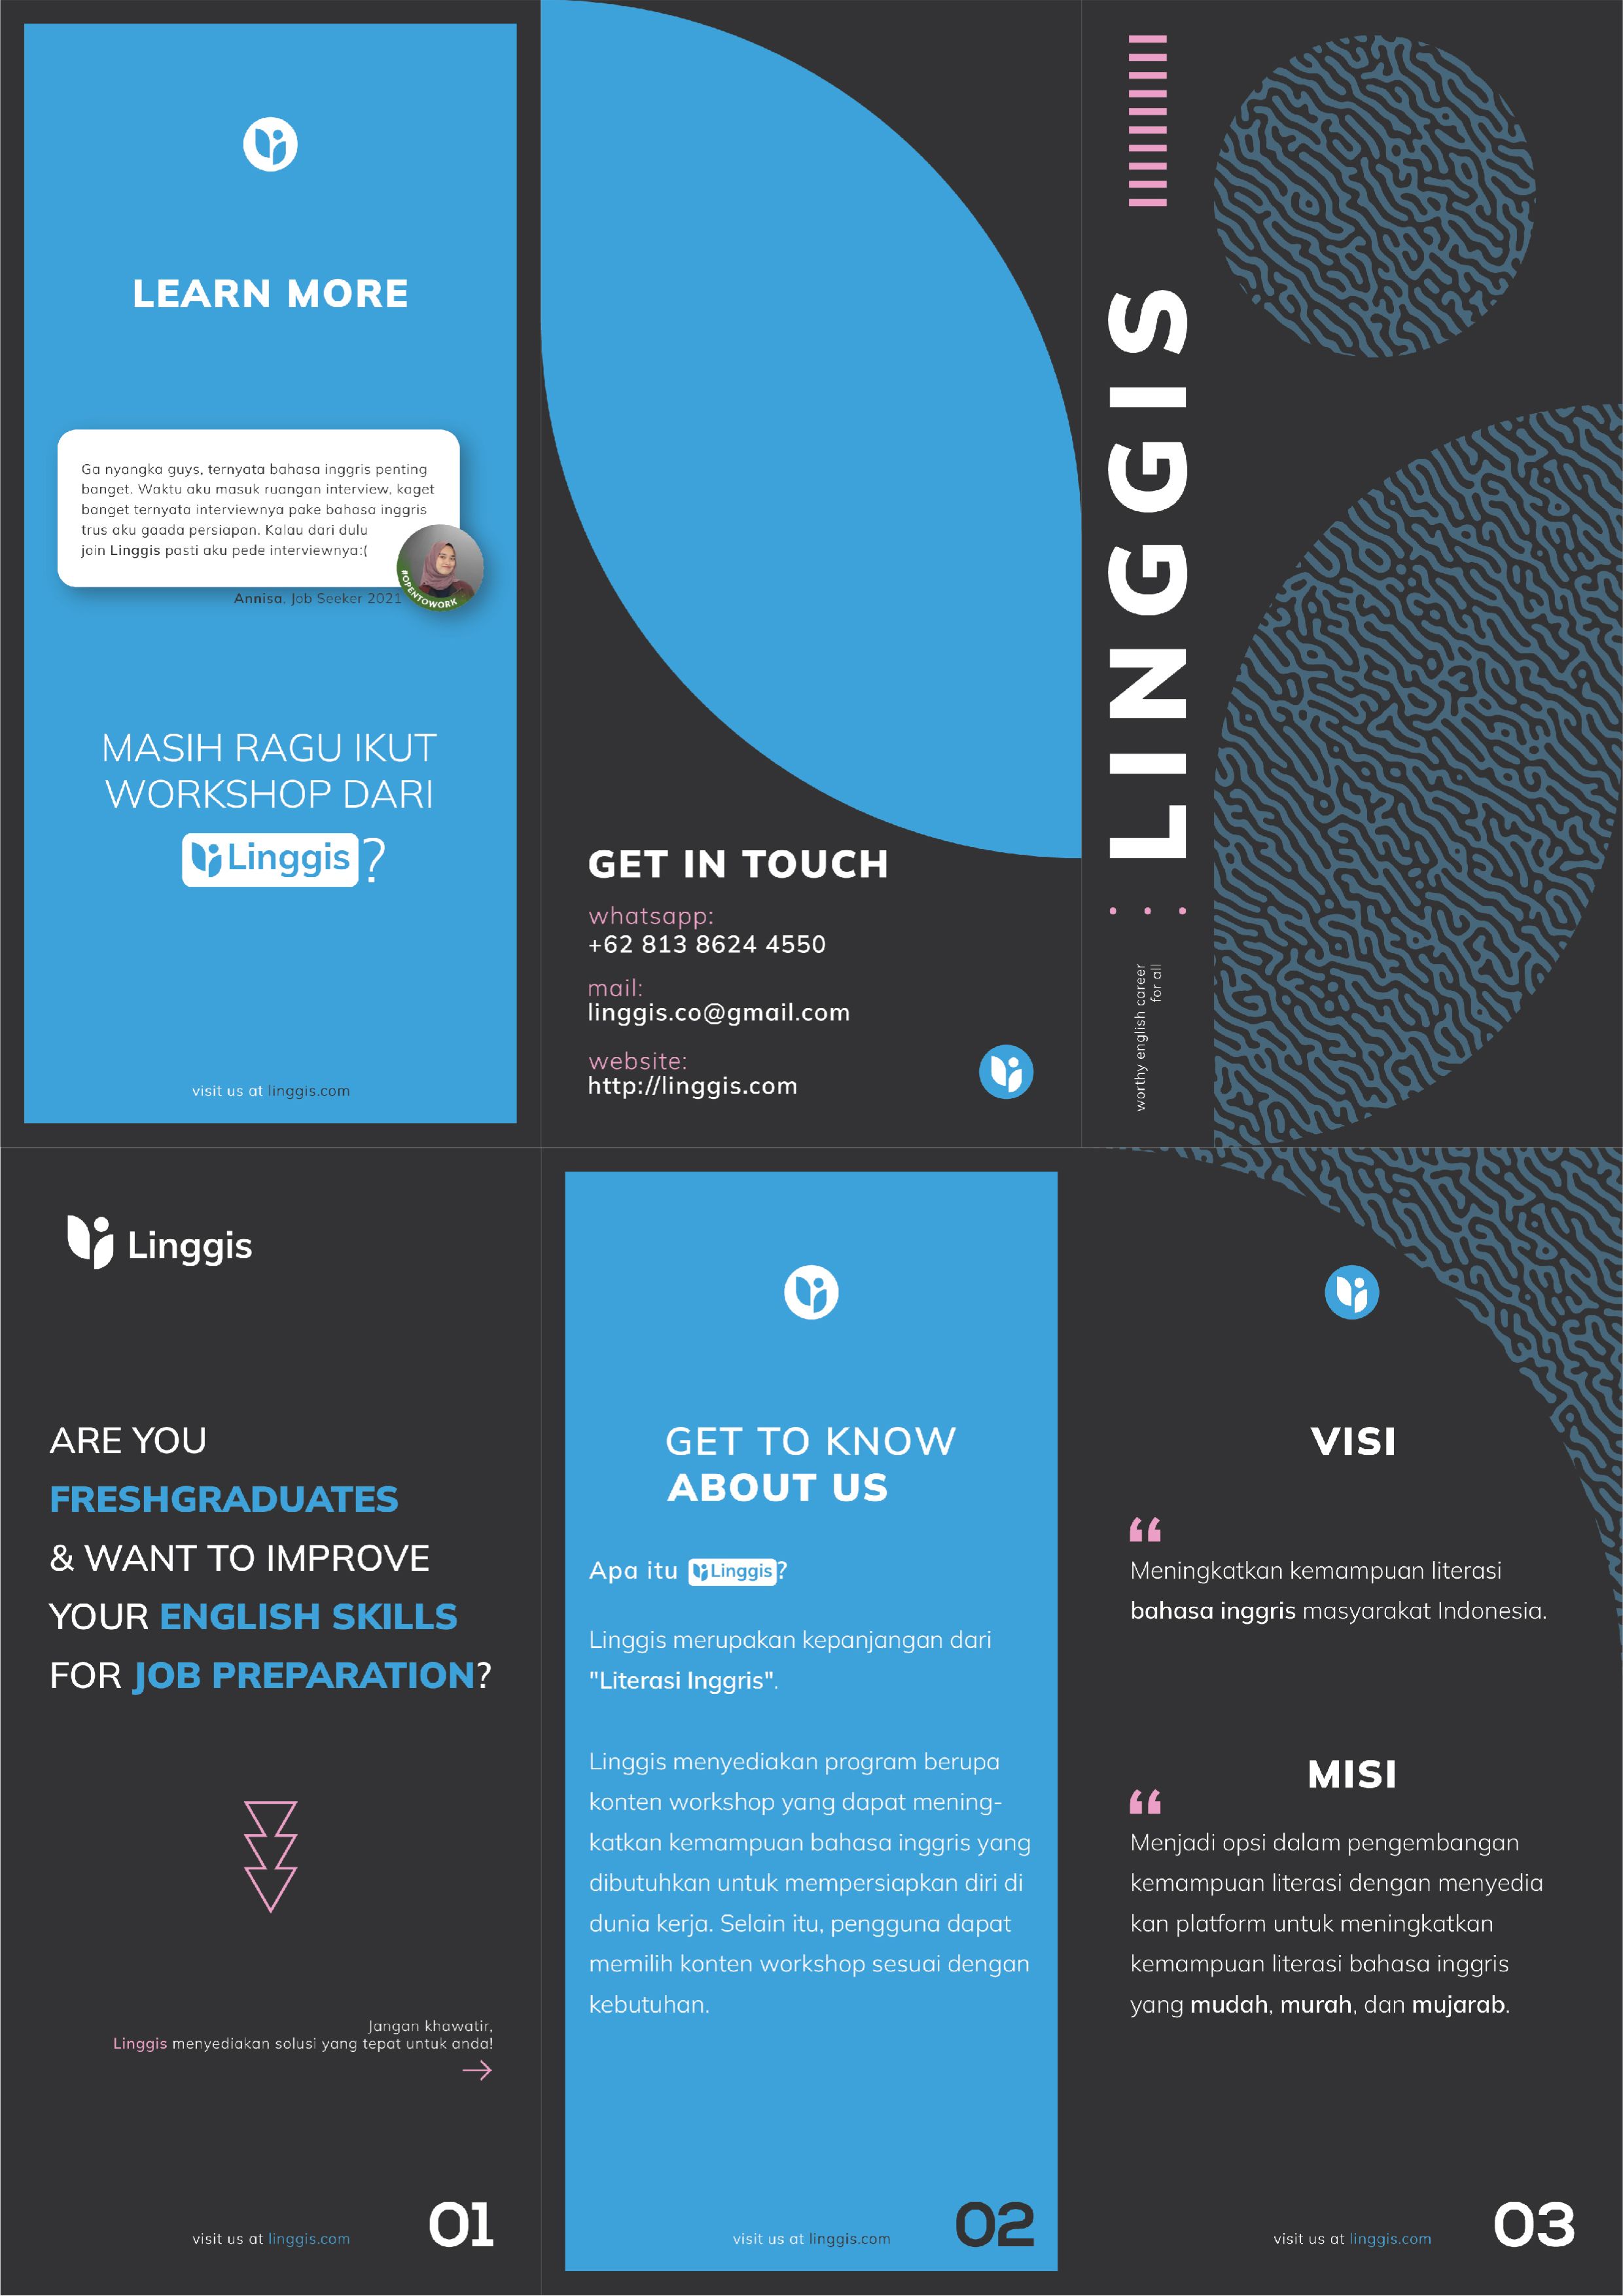 LEARN MORE
Ga nyangka guys, ternyata bahasa inggris penting
banget. Waktu aku masuk ruangan interview, kaget
banget ternyata interviewnya pake bahasa inggris
trus aku gaada persiapan. Kalau dari dulu
join Linggis pasti aku pede interviewnya:(
#OPENTOWORK
Annisa, Job Seeker 2021
MASIH RAGU IKUT
WORKSHOP DARI
Linggis?
visit us at linggis.com
GET IN TOUCH
whatsapp:
+62 813 8624 4550
mail:
linggis.co@gmail.com
website:
http://linggis.com
LINGGIS
worthy english career
for all
Linggis
ARE YOU
FRESHGRADUATES
& WANT TO IMPROVE
YOUR ENGLISH SKILLS
FOR JOB PREPARATION?
Jangan khawatir,
Linggis menyediakan solusi yang tepat untuk anda!
visit us at linggis.com
01
GET TO KNOW
ABOUT US
Apa itu Linggis?
Linggis merupakan kepanjangan dari
"Literasi Inggris".
Linggis menyediakan program berupa
konten workshop yang dapat mening-
katkan kemampuan bahasa inggris yang
dibutuhkan untuk mempersiapkan diri di
dunia kerja. Selain itu, pengguna dapat
memilih konten workshop sesuai dengan
kebutuhan.
visit us at linggis.com
02
VISI
“
Meningkatkan kemampuan literasi
bahasa inggris masyarakat Indonesia.
MISI
“
Menjadi opsi dalam pengembangan
kemampuan literasi dengan menyedia
kan platform untuk meningkatkan
kemampuan literasi bahasa inggris
yang mudah, murah, dan mujarab.
visit us at linggis.com
03